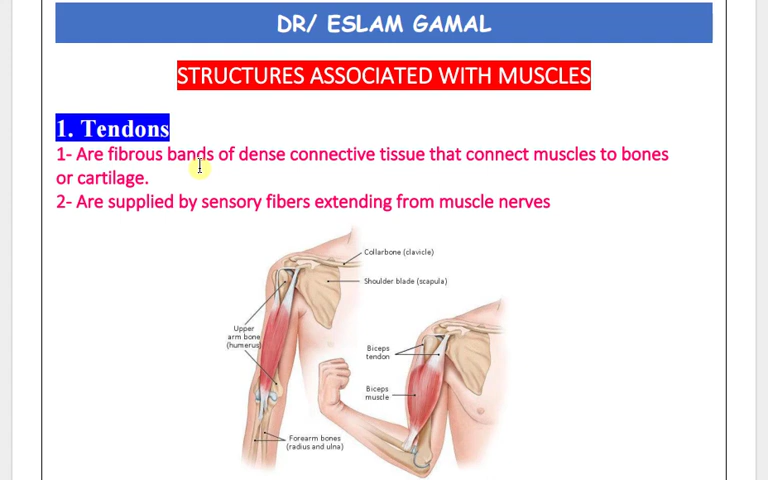 DR/ ESLAM GAMAL
STRUCTURES ASSOCIATED WITH MUSCLES
1. Tendons
1- Are fibrous bands of dense connective tissue that connect muscles to bones
or cartilage.
2- Are supplied by sensory fibers extending from muscle nerves
Collarbone (clavicle)
Shoulder blade (scapula)
Upper
arm bone
(humerus)
Biceps
tendon
Biceps
muscle
Forearm bones
(radius and ulna)